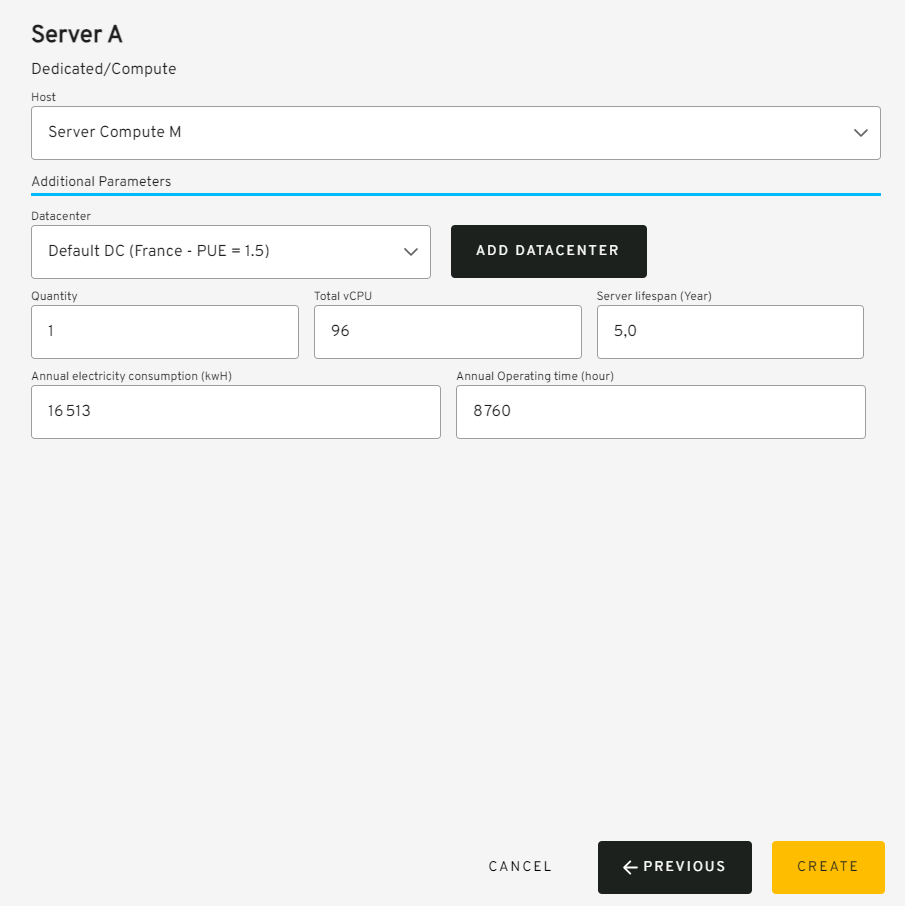 Server A
Dedicated/Compute
Host
Server Compute M
Additional Parameters
Datacenter
Default DC (France - PUE = 1.5)
ADD DATACENTER
Quantity
Total vCPU
Server lifespan (Year)
1
96
5,0
Annual electricity consumption (kwH)
Annual Operating time (hour)
16 513
8 760
CANCEL
PREVIOUS
CREATE